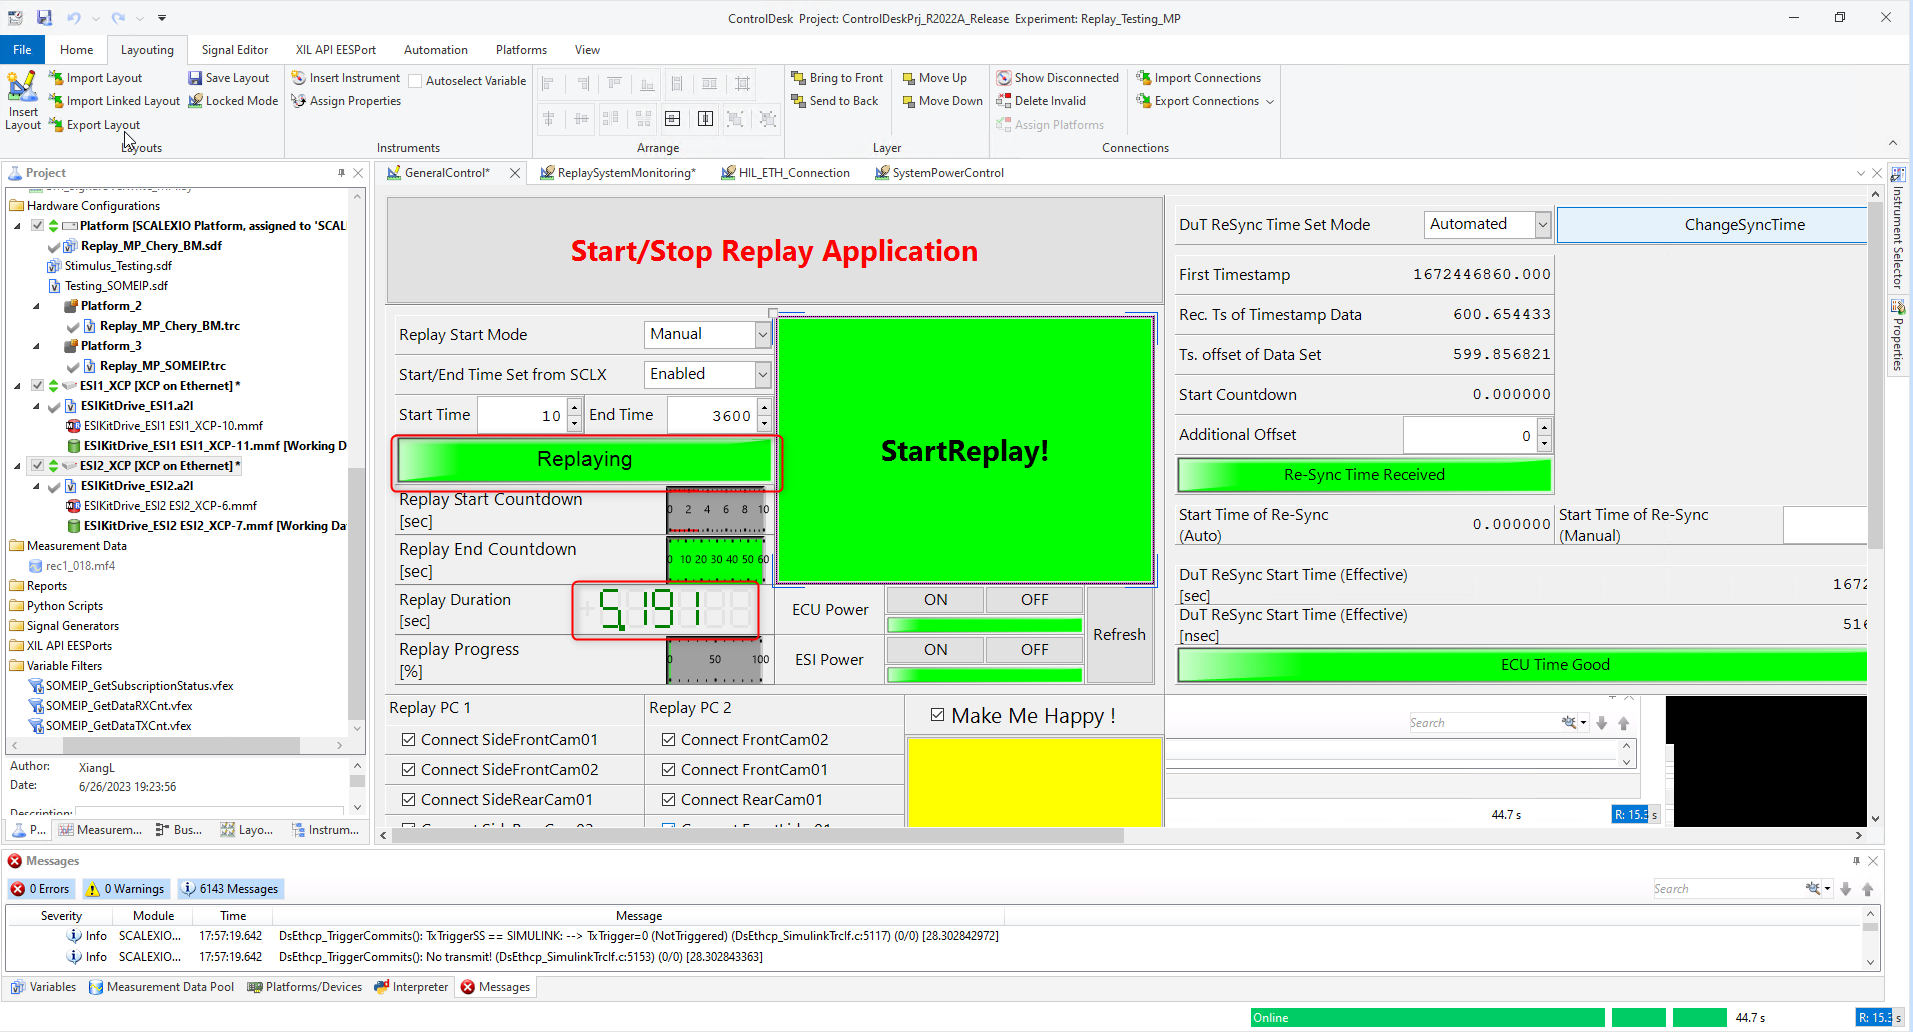 ControlDesk Project: ControlDeskPrj_R2022A_Release Experiment: Replay_Testing_MP
File Home Layouting Signal Editor XIL API EESPort Automation Platforms View
Insert Layout
Import Layout
Import Linked Layout
Export Layout
Save Layout
Locked Mode
Layouts
Insert Instrument
Autoselect Variable
Assign Properties
Instruments
Arrange
Bring to Front
Send to Back
Move Up
Move Down
Layer
Show Disconnected
Delete Invalid
Assign Platforms
Import Connections
Export Connections
Connections
Project
Hardware Configurations
Platform [SCALEXIO Platform, assigned to 'SCAL
Replay_MP_Chery_BM.sdf
Stimulus_Testing.sdf
Testing_SOMEIP.sdf
Platform_2
Replay_MP_Chery_BM.trc
Platform_3
Replay_MP_SOMEIP.trc
ESI1_XCP [XCP on Ethernet]*
ESIKitDrive_ESI1.a2l
ESIKitDrive_ESI1 ESI1_XCP-10.mmf
ESIKitDrive_ESI1 ESI1_XCP-11.mmf [Working D
ESI2_XCP [XCP on Ethernet]*
ESIKitDrive_ESI2.a2l
ESIKitDrive_ESI2 ESI2_XCP-6.mmf
ESIKitDrive_ESI2 ESI2_XCP-7.mmf [Working Da
Measurement Data
rec1_018.mf4
Reports
Python Scripts
Signal Generators
XIL API EESPorts
Variable Filters
SOMEIP_GetSubscriptionStatus.vfex
SOMEIP_GetDataRXCnt.vfex
SOMEIP_GetDataTXCnt.vfex
Author: XiangL
Date: 6/26/2023 19:23:56
Description:
P... Measurem... Bus... Layo... Instrum...
GeneralControl* ReplaySystemMonitoring* HIL_ETH_Connection SystemPowerControl
Start/Stop Replay Application
Replay Start Mode Manual
Start/End Time Set from SCLX Enabled
Start Time 10 End Time 3600
Replaying
StartReplay!
Replay Start Countdown [sec]
0 2 4 6 8 10
Replay End Countdown [sec]
0 10 20 30 40 50 60
Replay Duration [sec]
5.191
Replay Progress [%]
0 50 100
ECU Power ON OFF
ESI Power ON OFF
Refresh
DuT ReSync Time Set Mode Automated ChangeSyncTime
First Timestamp 1672446860.000
Rec. Ts of Timestamp Data 600.654433
Ts. offset of Data Set 599.856821
Start Countdown 0.000000
Additional Offset 0
Re-Sync Time Received
Start Time of Re-Sync (Auto) 0.000000 Start Time of Re-Sync (Manual)
DuT ReSync Start Time (Effective) [sec] 1672
DuT ReSync Start Time (Effective) [nsec] 516
ECU Time Good
Replay PC 1
Connect SideFrontCam01
Connect SideFrontCam02
Connect SideRearCam01
Replay PC 2
Connect FrontCam02
Connect FrontCam01
Connect RearCam01
Make Me Happy !
Search
44.7 s R: 15.3 s
Instrument Selector
Properties
Messages
0 Errors 0 Warnings 6143 Messages
Search
Severity Module Time Message
Info SCALEXIO... 17:57:19.642 DsEthcp_TriggerCommits(): TxTriggerSS == SIMULINK: --> TxTrigger=0 (NotTriggered) (DsEthcp_SimulinkTrcIf.c:5117) (0/0) [28.302842972]
Info SCALEXIO... 17:57:19.642 DsEthcp_TriggerCommits(): No transmit! (DsEthcp_SimulinkTrcIf.c:5153) (0/0) [28.302843363]
Variables Measurement Data Pool Platforms/Devices Interpreter Messages
Online 44.7 s R: 15.3 s